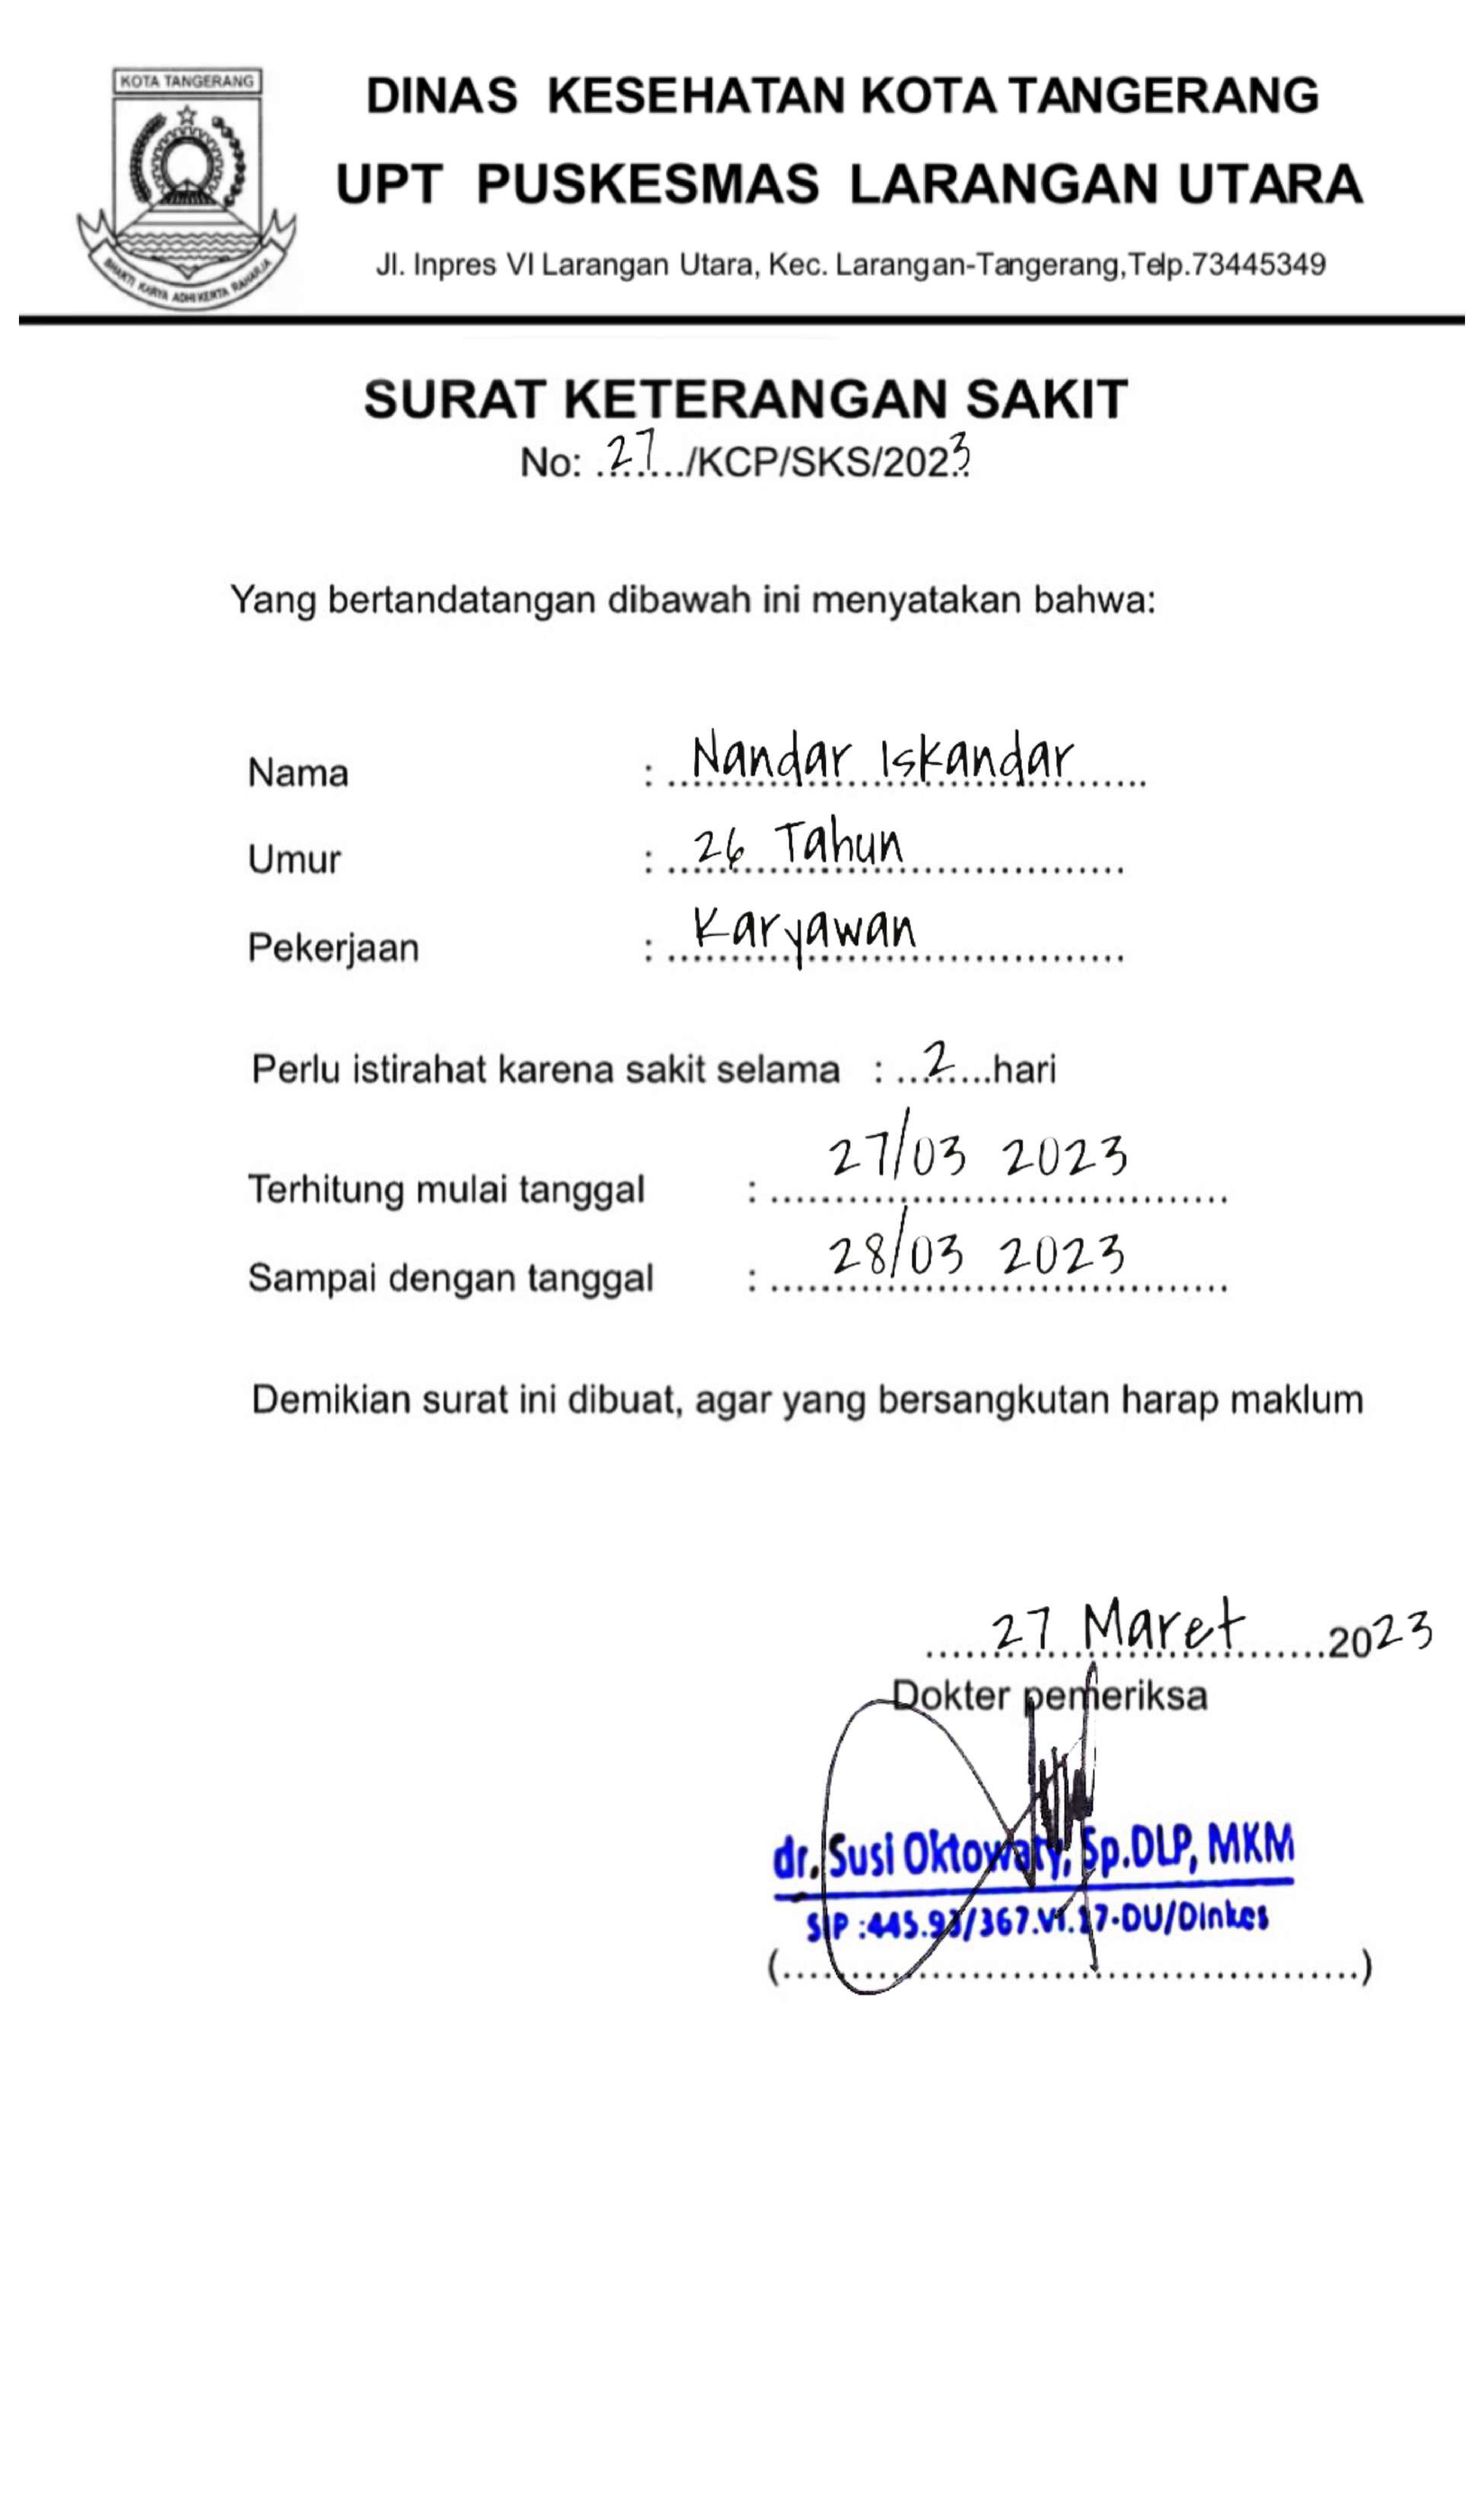 KOTA TANGERANG
BHAKTI KARYA ADHI KERTA RAHARJA
DINAS KESEHATAN KOTA TANGERANG
UPT PUSKESMAS LARANGAN UTARA
Jl. Inpres VI Larangan Utara, Kec. Larangan-Tangerang,Telp.73445349
SURAT KETERANGAN SAKIT
No: ..27.../KCP/SKS/2023
Yang bertandatangan dibawah ini menyatakan bahwa:
Nama : Nandar Iskandar
Umur : 26 Tahun
Pekerjaan : Karyawan
Perlu istirahat karena sakit selama : ...2...hari
Terhitung mulai tanggal : 27/03 2023
Sampai dengan tanggal : 28/03 2023
Demikian surat ini dibuat, agar yang bersangkutan harap maklum
27 Maret 2023
Dokter pemeriksa
dr. Susi Oktowaty, Sp.DLP, MKM
SIP :445.93/367.VI.17-DU/Dinkes
(..............................................)